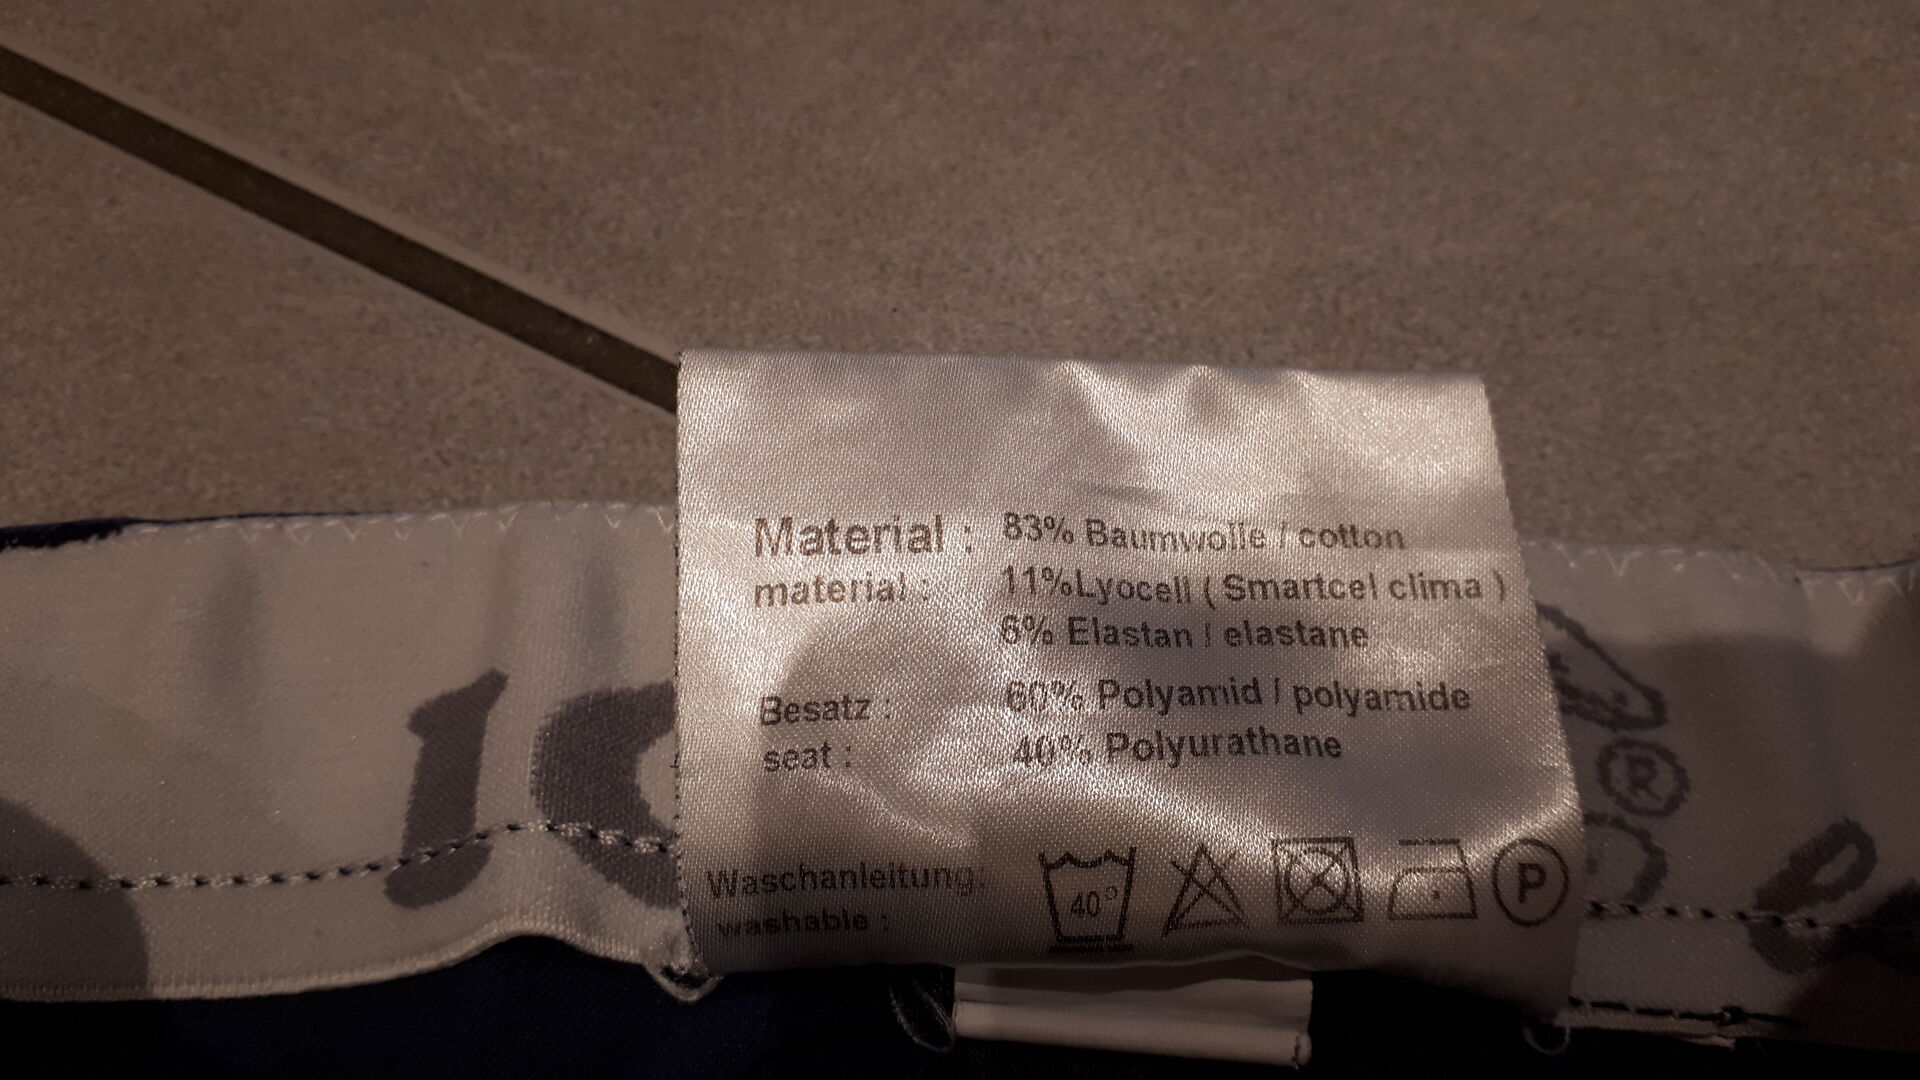 Material : 83% Baumwolle / cotton
material : 11%Lyocell ( Smartcel clima )
6% Elastan / elastane
Besatz : 60% Polyamid / polyamide
seat : 40% Polyurathane
Waschanleitung:
washable :
40°
P
®